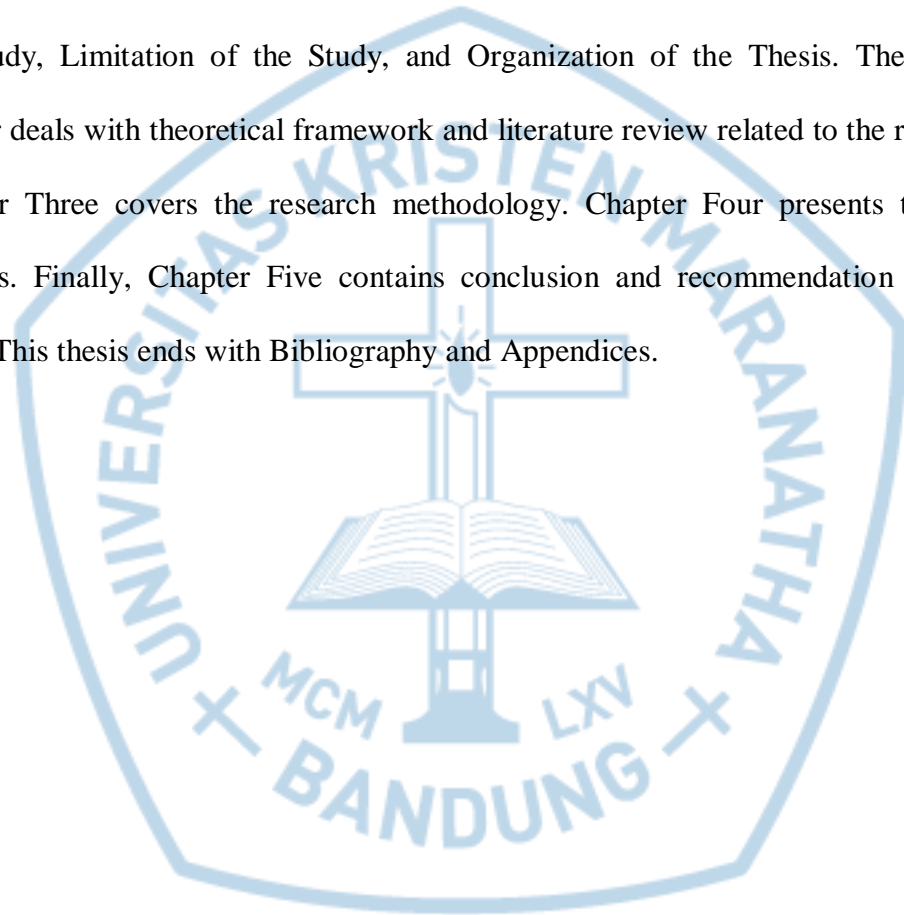 udy, Limitation of the Study, and Organization of the Thesis. The
r deals with theoretical framework and literature review related to the r
r Three covers the research methodology. Chapter Four presents t
s. Finally, Chapter Five contains conclusion and recommendation
This thesis ends with Bibliography and Appendices.
UNIVERSITAS KRISTEN MARANATHA
MCM LXV
BANDUNG